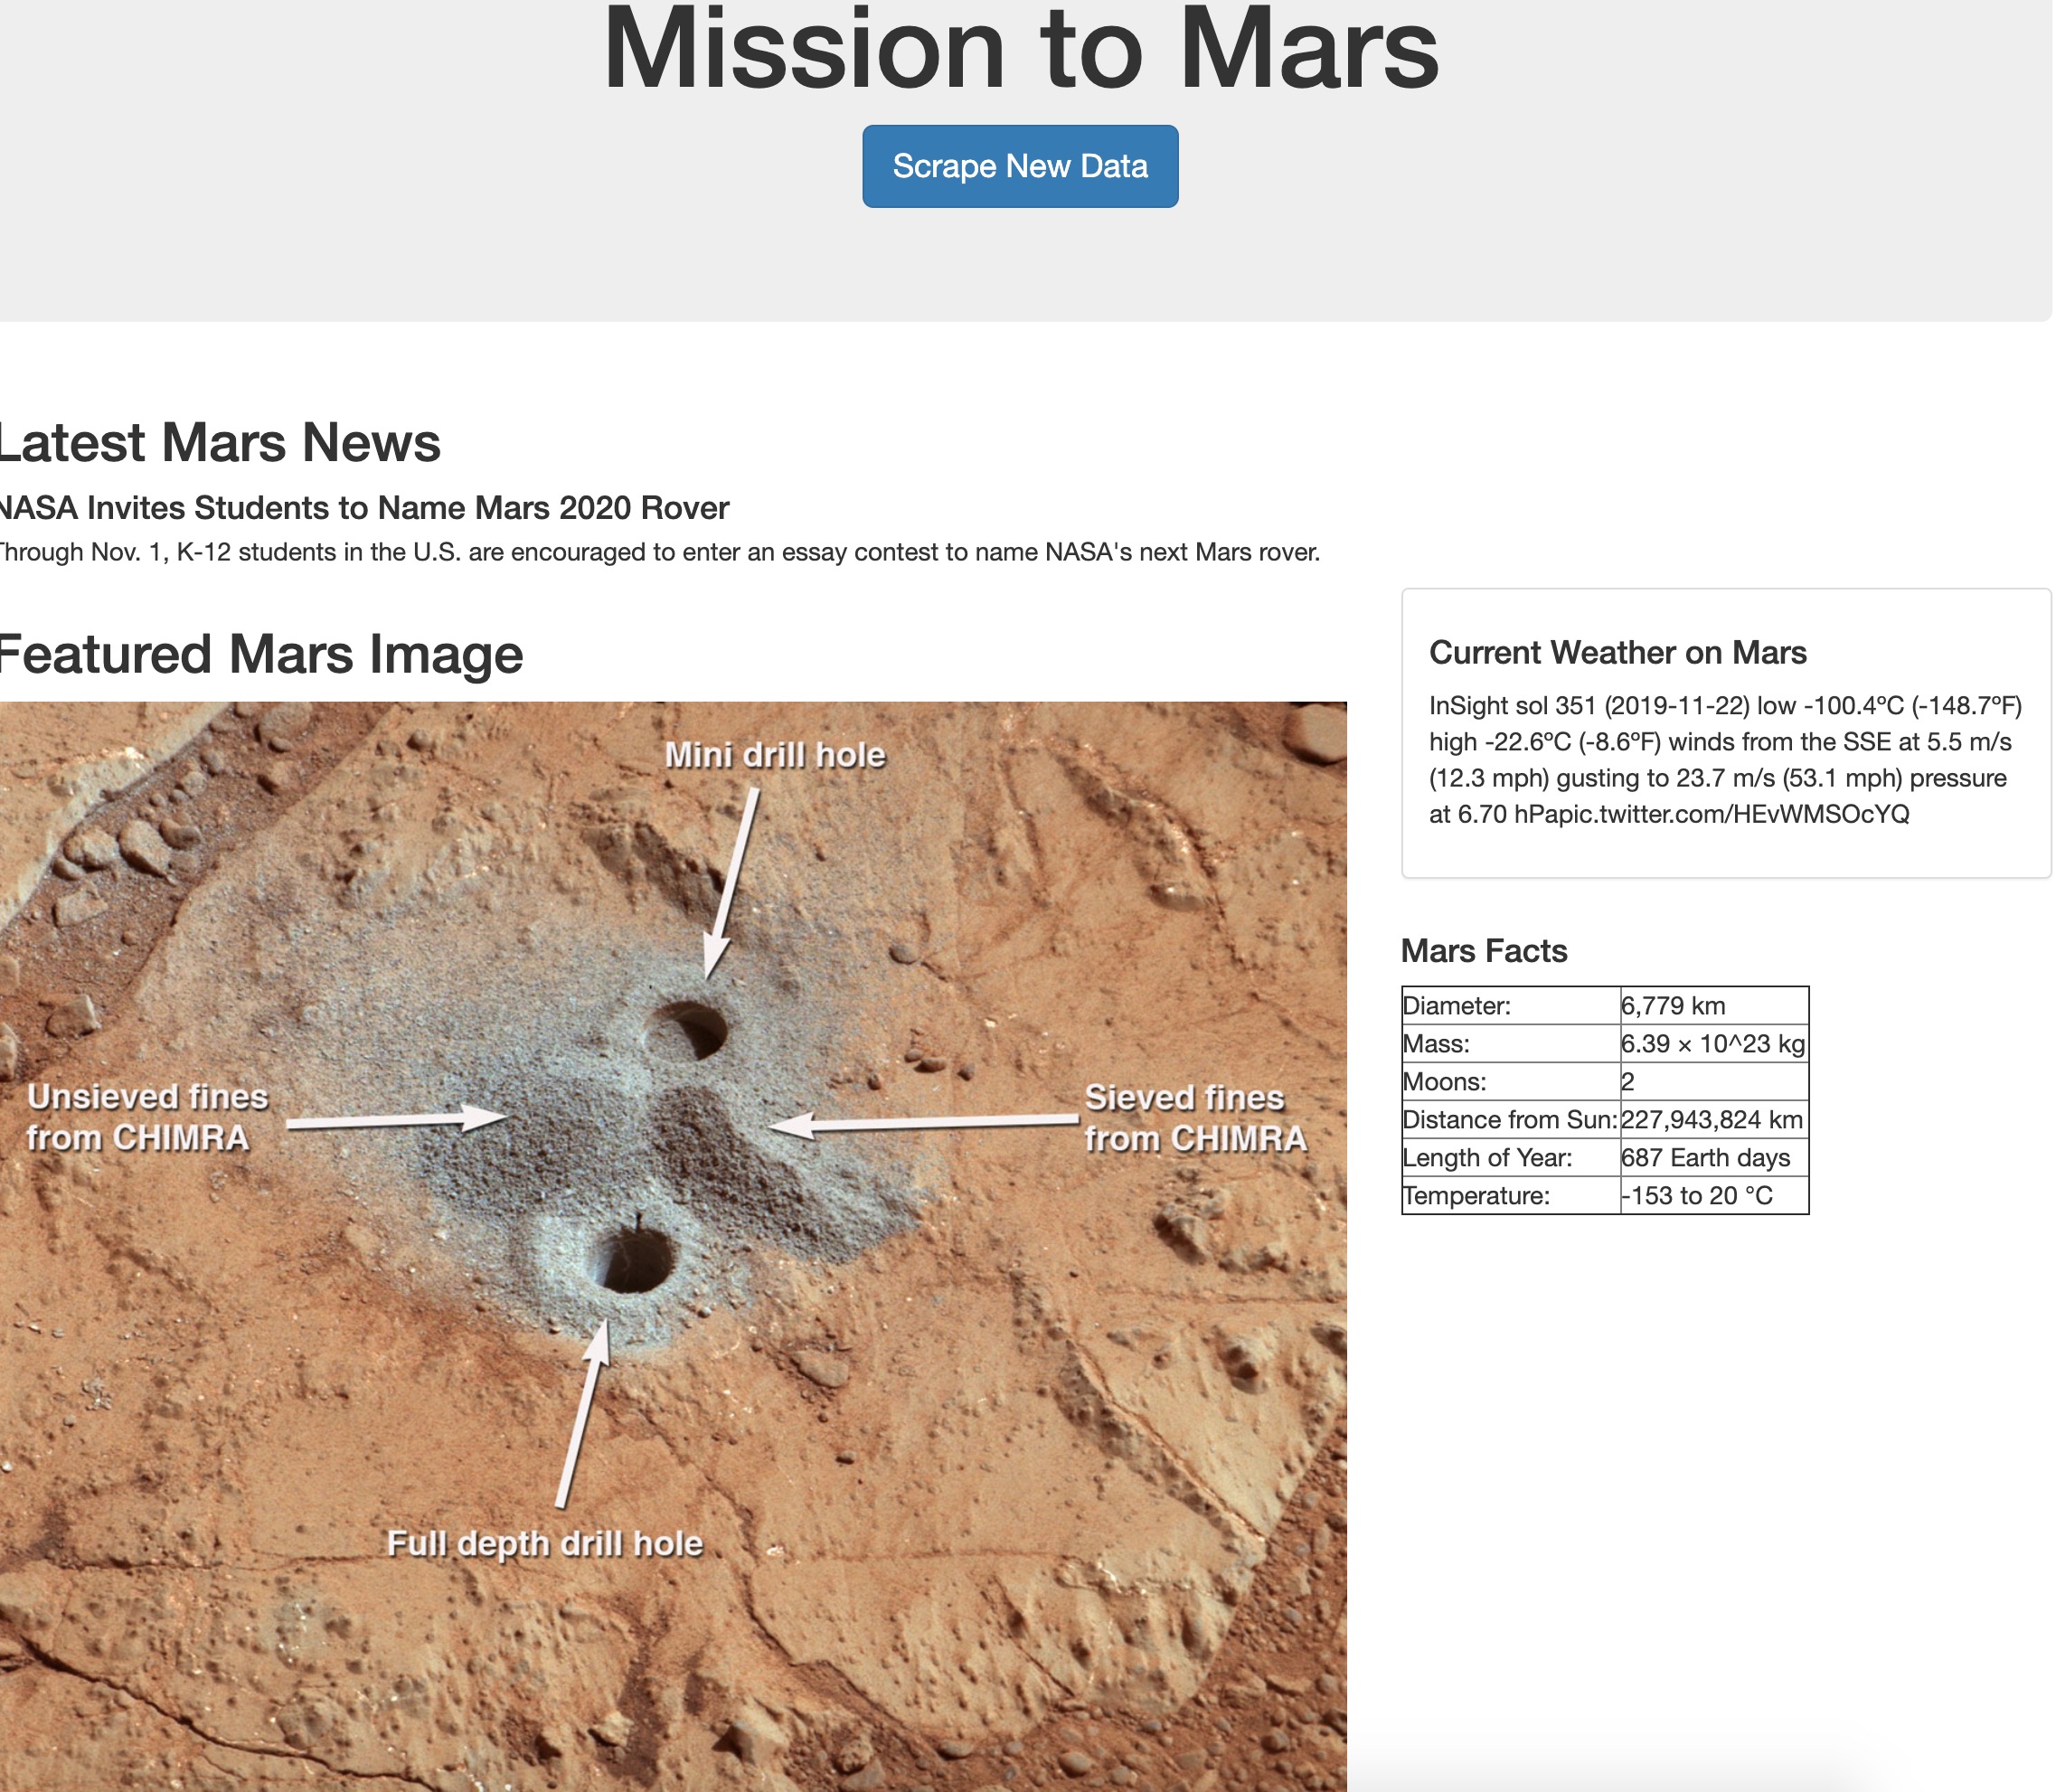 Mission to Mars
Scrape New Data
Latest Mars News
NASA Invites Students to Name Mars 2020 Rover
Through Nov. 1, K-12 students in the U.S. are encouraged to enter an essay contest to name NASA's next Mars rover.
Featured Mars Image
Mini drill hole
Unsieved fines
from CHIMRA
Sieved fines
from CHIMRA
Full depth drill hole
Current Weather on Mars
InSight sol 351 (2019-11-22) low -100.4ºC (-148.7ºF)
high -22.6ºC (-8.6ºF) winds from the SSE at 5.5 m/s
(12.3 mph) gusting to 23.7 m/s (53.1 mph) pressure
at 6.70 hPapic.twitter.com/HEvWMSOcYQ
Mars Facts
Diameter: 6,779 km
Mass: 6.39 × 10^23 kg
Moons: 2
Distance from Sun: 227,943,824 km
Length of Year: 687 Earth days
Temperature: -153 to 20 °C